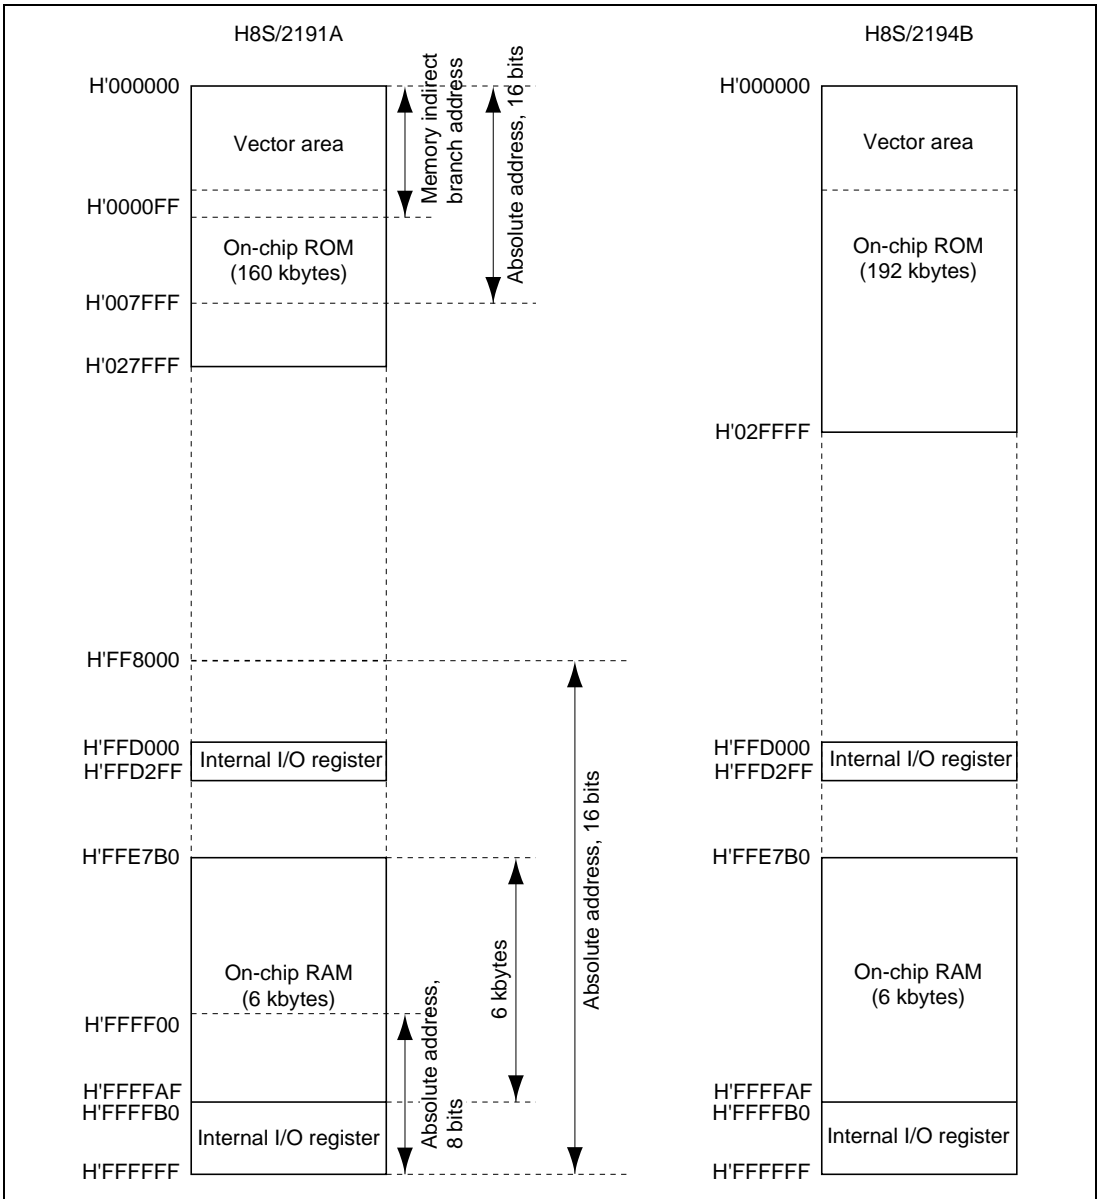 H8S/2191A
H'000000
Vector area
H'0000FF
On-chip ROM
(160 kbytes)
H'007FFF
H'027FFF
Memory indirect
branch address
Absolute address, 16 bits
H'FF8000
H'FFD000
Internal I/O register
H'FFD2FF
H'FFE7B0
On-chip RAM
(6 kbytes)
H'FFFF00
H'FFFFAF
H'FFFFB0
Internal I/O register
H'FFFFFF
Absolute address,
8 bits
6 kbytes
Absolute address, 16 bits
H8S/2194B
H'000000
Vector area
On-chip ROM
(192 kbytes)
H'02FFFF
H'FFD000
Internal I/O register
H'FFD2FF
H'FFE7B0
On-chip RAM
(6 kbytes)
H'FFFFAF
H'FFFFB0
Internal I/O register
H'FFFFFF